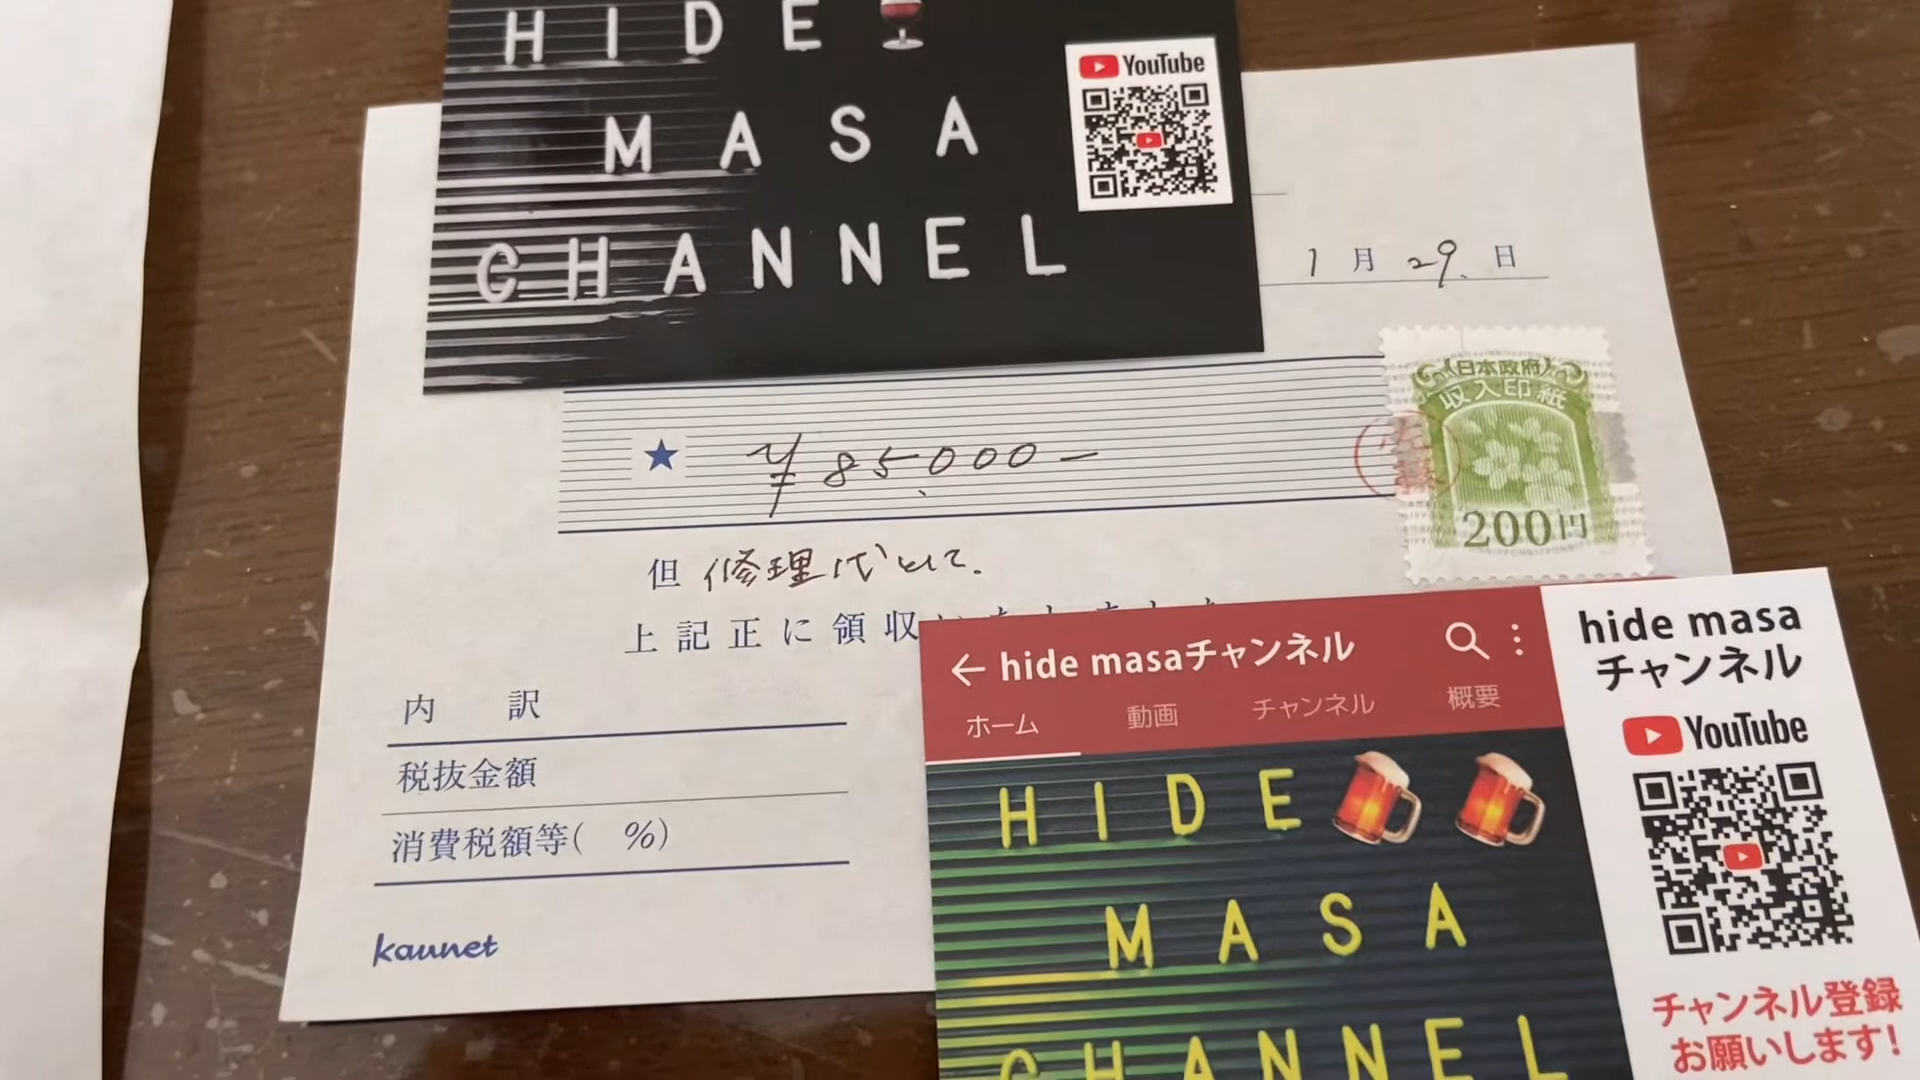 HIDE
MASA
CHANNEL
YouTube
1月29日
日本政府
収入印紙
200円
★ ¥85,000-
但 修理代として.
上記正に領収
内訳
税抜金額
消費税額等( %)
kaunet
hide masaチャンネル
ホーム 動画 チャンネル 概要
HIDE
MASA
CHANNEL
hide masa
チャンネル
YouTube
チャンネル登録
お願いします!